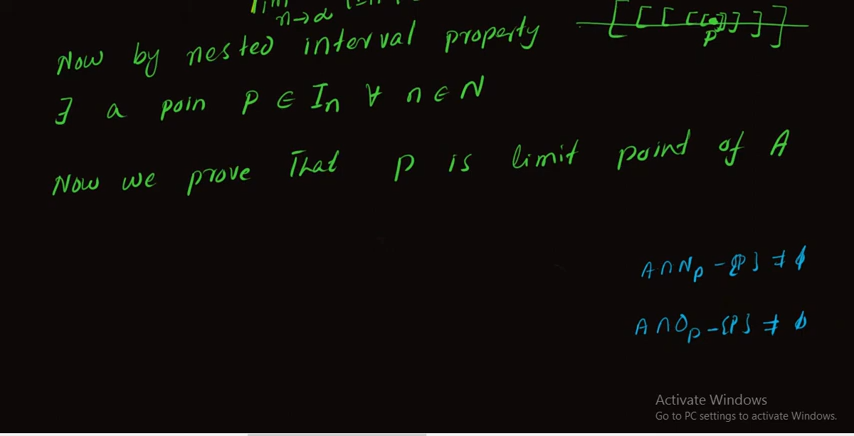 lim
n→∝
Now by nested interval property
p
∃ a poin P ∈ In ∀ n ∈ N
Now we prove That p is limit point of A
A ∩ Np - {P} ≠ ϕ
A ∩ Op - {P} ≠ ϕ
Activate Windows
Go to PC settings to activate Windows.